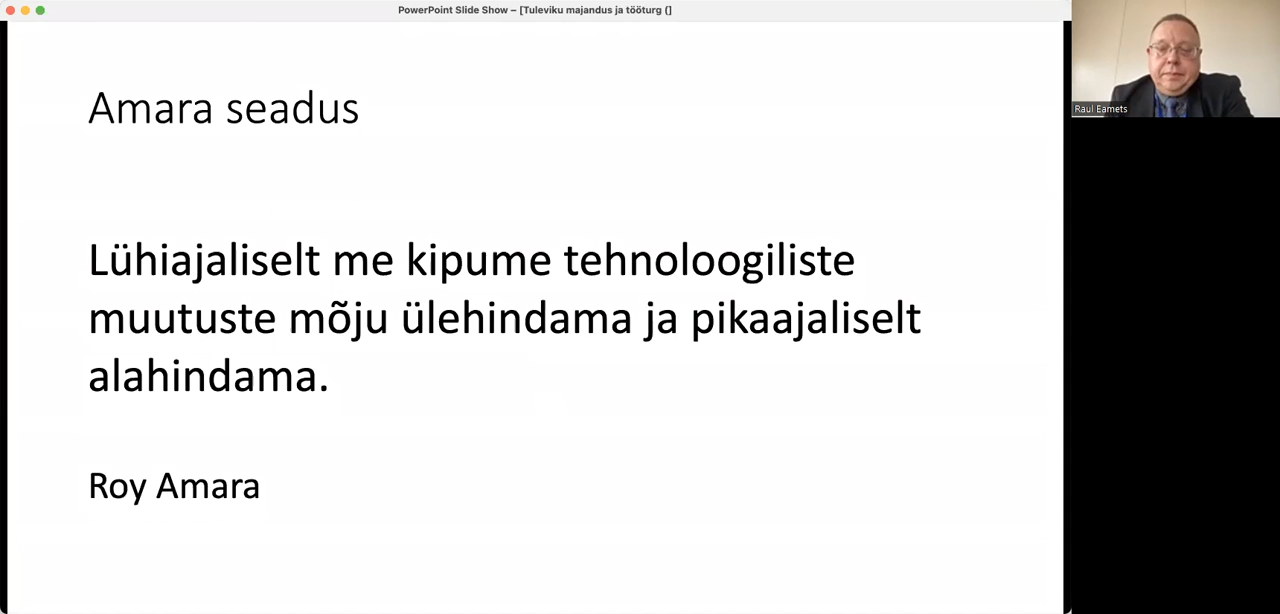 PowerPoint Slide Show – [Tuleviku majandus ja tööturg (]
Amara seadus
Lühiajaliselt me kipume tehnoloogiliste
muutuste mõju ülehindama ja pikaajaliselt
alahindama.
Roy Amara
Raul Eamets